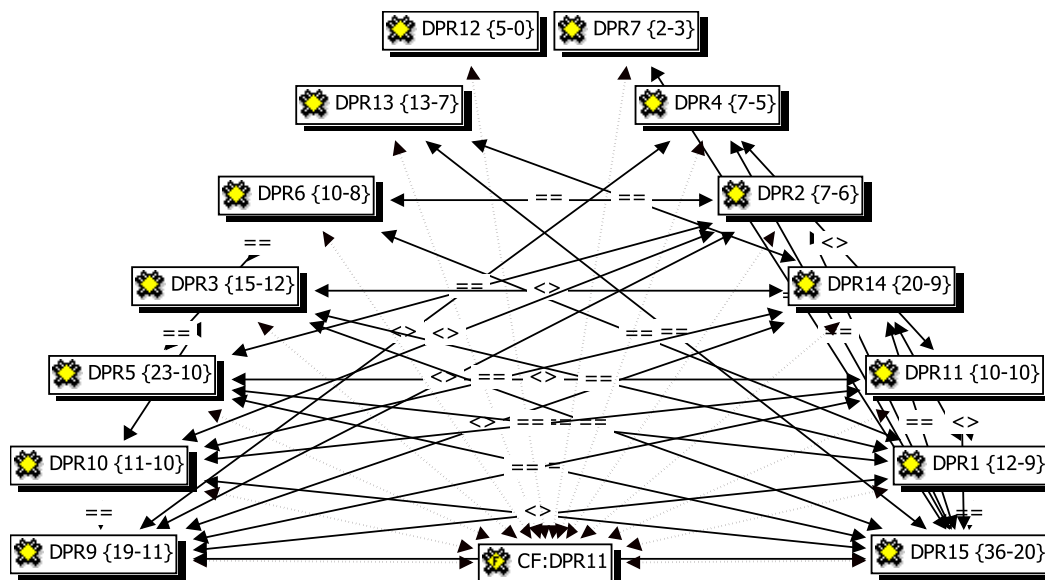 DPR12 {5-0} DPR7 {2-3}
DPR13 {13-7} DPR4 {7-5}
DPR6 {10-8} == == DPR2 {7-6}
== <>
DPR3 {15-12} == <> DPR14 {20-9}
== <> <> == == ==
DPR5 {23-10} <> == <> == DPR11 {10-10}
<> == == == == <>
DPR10 {11-10} == = DPR1 {12-9}
== <> ==
DPR9 {19-11} CF:DPR11 DPR15 {36-20}